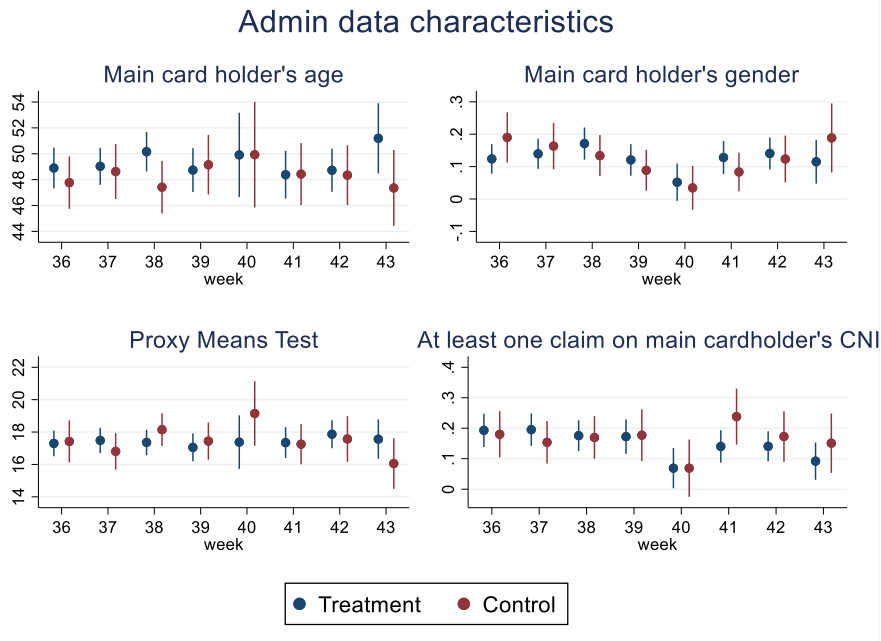 Admin data characteristics
Main card holder's age
54
52
50
48
46
44
36 37 38 39 40 41 42 43
week
Main card holder's gender
.3
.2
.1
0
-.1
36 37 38 39 40 41 42 43
week
Proxy Means Test
22
20
18
16
14
36 37 38 39 40 41 42 43
week
At least one claim on main cardholder's CNI
.4
.3
.2
.1
0
36 37 38 39 40 41 42 43
week
Treatment Control